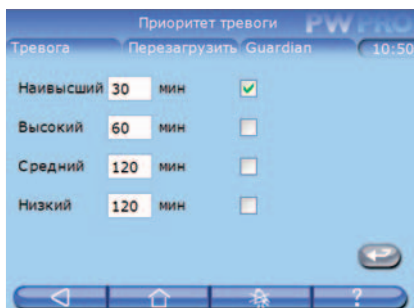 Приоритет тревоги PW PRO
Тревога Перезагрузить Guardian 10:50
Наивысший 30 мин
Высокий 60 мин
Средний 120 мин
Низкий 120 мин
?